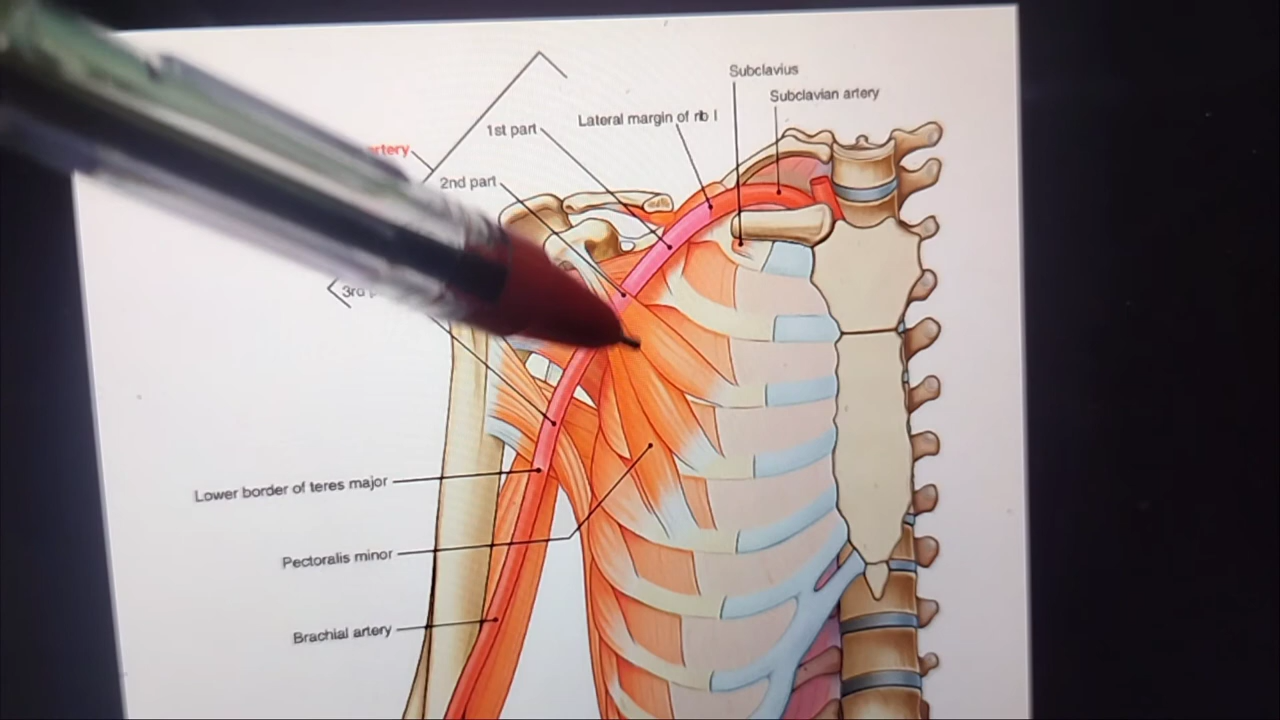 Subclavius
Subclavian artery
Lateral margin of rib I
1st part
2nd part
Lower border of teres major
Pectoralis minor
Brachial artery